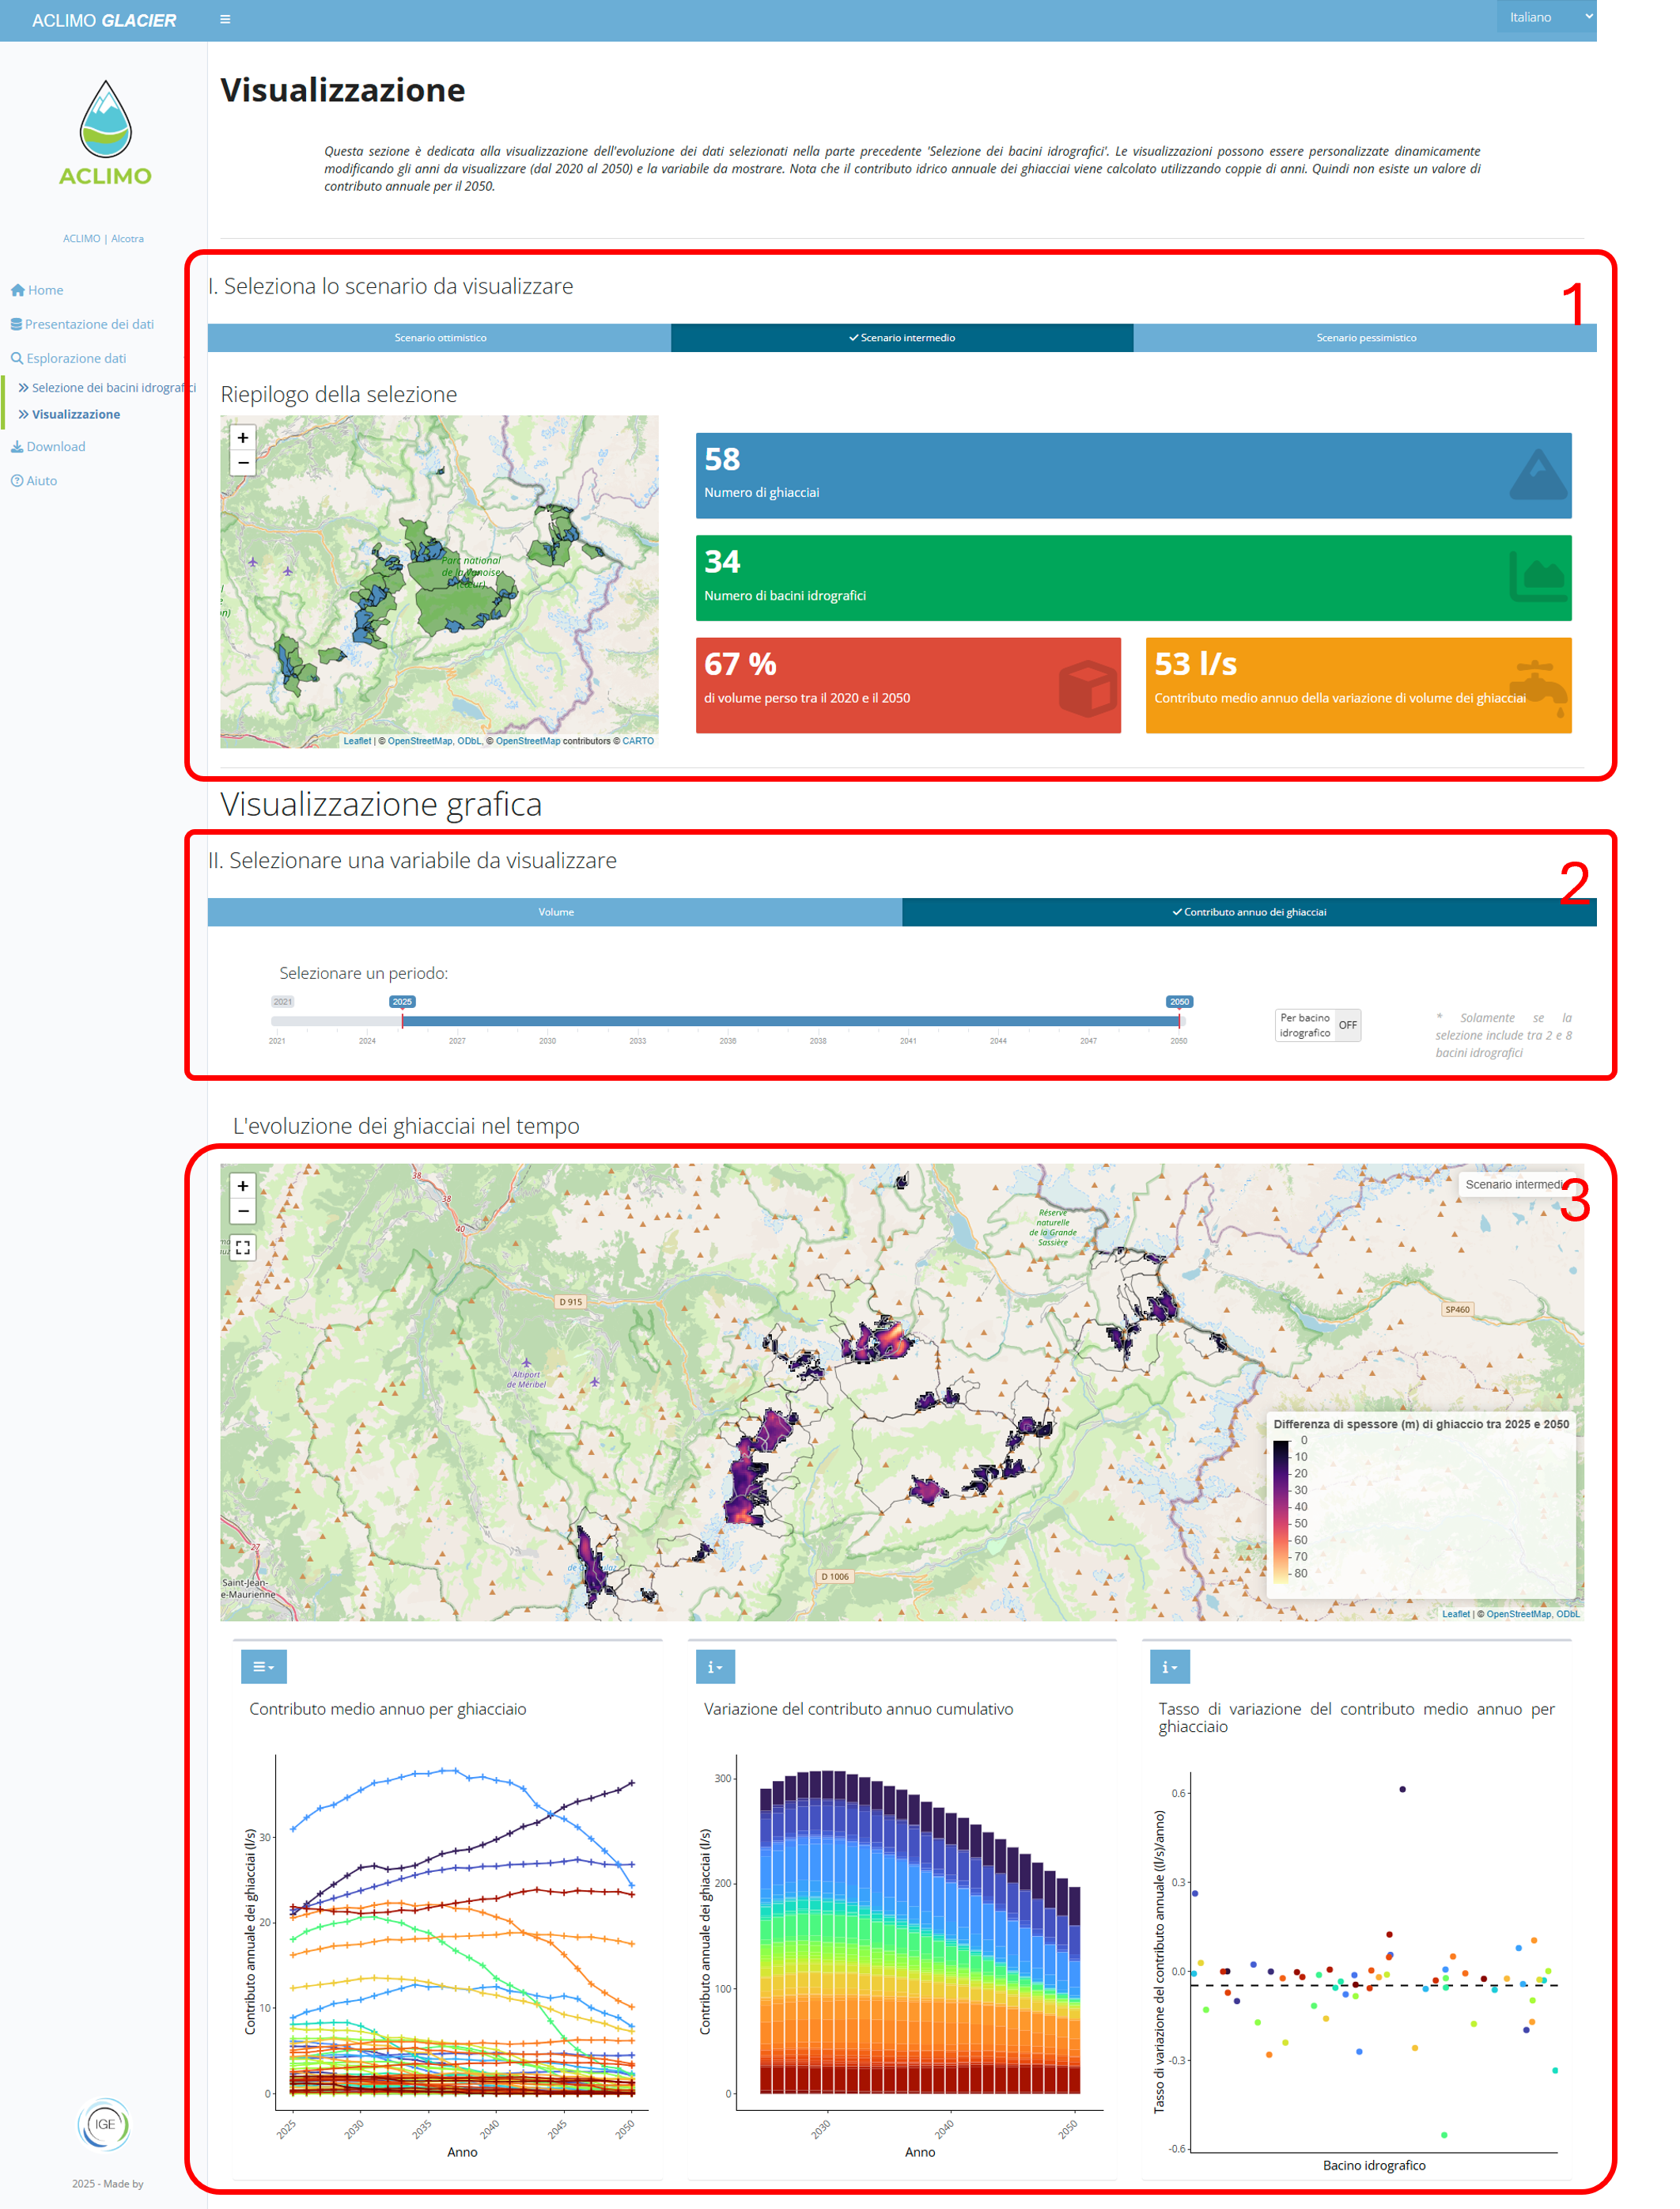 ACLIMO GLACIER
Italiano
ACLIMO
ACLIMO | Alcotra
Home
Presentazione dei dati
Esplorazione dati
Selezione dei bacini idrografici
Visualizzazione
Download
Aiuto
IGE
2025 - Made by
Visualizzazione
Questa sezione è dedicata alla visualizzazione dell'evoluzione dei dati selezionati nella parte precedente 'Selezione dei bacini idrografici'. Le visualizzazioni possono essere personalizzate dinamicamente
modificando gli anni da visualizzare (dal 2020 al 2050) e la variabile da mostrare. Nota che il contributo idrico annuale dei ghiacciai viene calcolato utilizzando coppie di anni. Quindi non esiste un valore di
contributo annuale per il 2050.
I. Seleziona lo scenario da visualizzare
1
Scenario ottimistico
Scenario intermedio
Scenario pessimistico
Riepilogo della selezione
+
−
Parc national
de la Vanoise
(cœur)
Leaflet | © OpenStreetMap, ODbL, © OpenStreetMap contributors © CARTO
58
Numero di ghiacciai
34
Numero di bacini idrografici
67 %
di volume perso tra il 2020 e il 2050
53 l/s
Contributo medio annuo della variazione di volume dei ghiacciai
Visualizzazione grafica
II. Selezionare una variabile da visualizzare
2
Volume
Contributo annuo dei ghiacciai
Selezionare un periodo:
2021 2025 2050
2021 2024 2027 2030 2033 2036 2038 2041 2044 2047 2050
Per bacino
idrografico OFF
* Solamente se la
selezione include tra 2 e 8
bacini idrografici
L'evoluzione dei ghiacciai nel tempo
3
+
−
Scenario intermedi
38
38
40
Réserve
naturelle
de la Grande
Sassière
D 915
SP460
Altiport
de Méribel
27
Saint-Jean-
e-Maurienne
D 1006
Differenza di spessore (m) di ghiaccio tra 2025 e 2050
0
10
20
30
40
50
60
70
80
Leaflet | © OpenStreetMap, ODbL
Contributo medio annuo per ghiacciaio
Contributo annuale dei ghiacciai (l/s)
30
20
10
0
2025 2030 2035 2040 2045 2050
Anno
Variazione del contributo annuo cumulativo
Contributo annuale dei ghiacciai (l/s)
300
200
100
0
2030 2040 2050
Anno
Tasso di variazione del contributo medio annuo per
ghiacciaio
Tasso di variazione del contributo annuale ((l/s)/anno)
0.6
0.3
0.0
-0.3
-0.6
Bacino idrografico